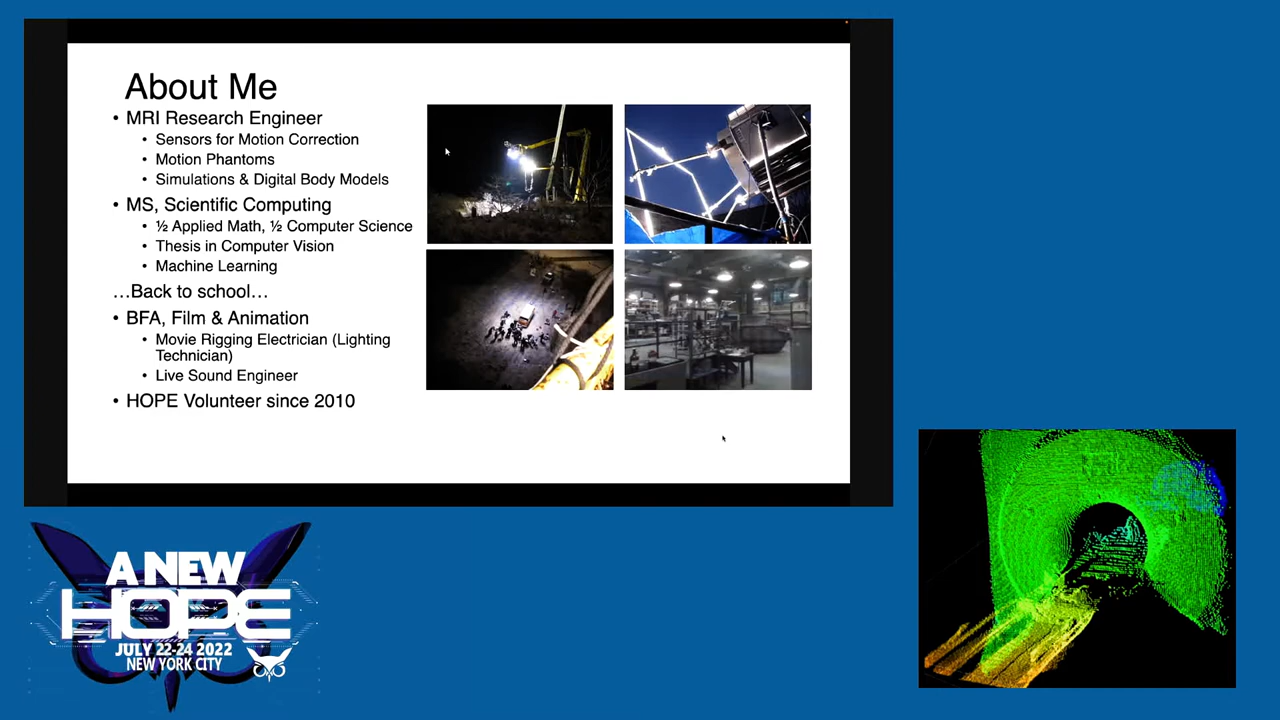 About Me
• MRI Research Engineer
• Sensors for Motion Correction
• Motion Phantoms
• Simulations & Digital Body Models
• MS, Scientific Computing
• ½ Applied Math, ½ Computer Science
• Thesis in Computer Vision
• Machine Learning
…Back to school…
• BFA, Film & Animation
• Movie Rigging Electrician (Lighting
Technician)
• Live Sound Engineer
• HOPE Volunteer since 2010
A NEW
HOPE
JULY 22-24 2022
NEW YORK CITY